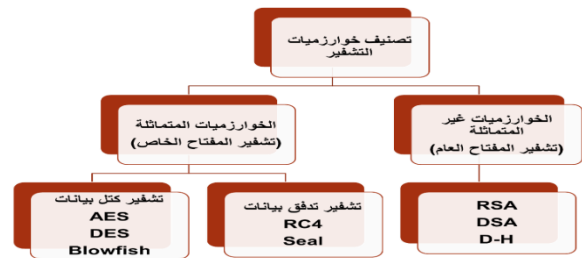 تصنيف خوارزميات
التشفير
الخوارزميات غير
المتماثلة
(تشفير المفتاح العام)
الخوارزميات المتماثلة
(تشفير المفتاح الخاص)
RSA
DSA
D-H
تشفير تدفق بيانات
RC4
Seal
تشفير كتل بيانات
AES
DES
Blowfish